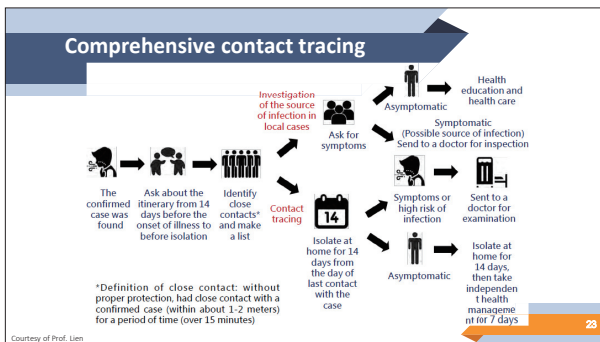 Comprehensive contact tracing
The
confirmed
case was
found
Ask about the
itinerary from 14
days before the
onset of illness to
before isolation
Identify
close
contacts*
and make
a list
Investigation
of the source
of infection in
local cases
Ask for
symptoms
Asymptomatic
Health
education and
health care
Symptomatic
(Possible source of infection)
Send to a doctor for inspection
Contact
tracing
14
Isolate at
home for 14
days from
the day of
last contact
with the
case
Symptoms or
high risk of
infection
Sent to a
doctor for
examination
Asymptomatic
Isolate at
home for
14 days,
then take
independen
t health
manageme
nt for 7 days
*Definition of close contact: without
proper protection, had close contact with a
confirmed case (within about 1-2 meters)
for a period of time (over 15 minutes)
Courtesy of Prof. Lien
23